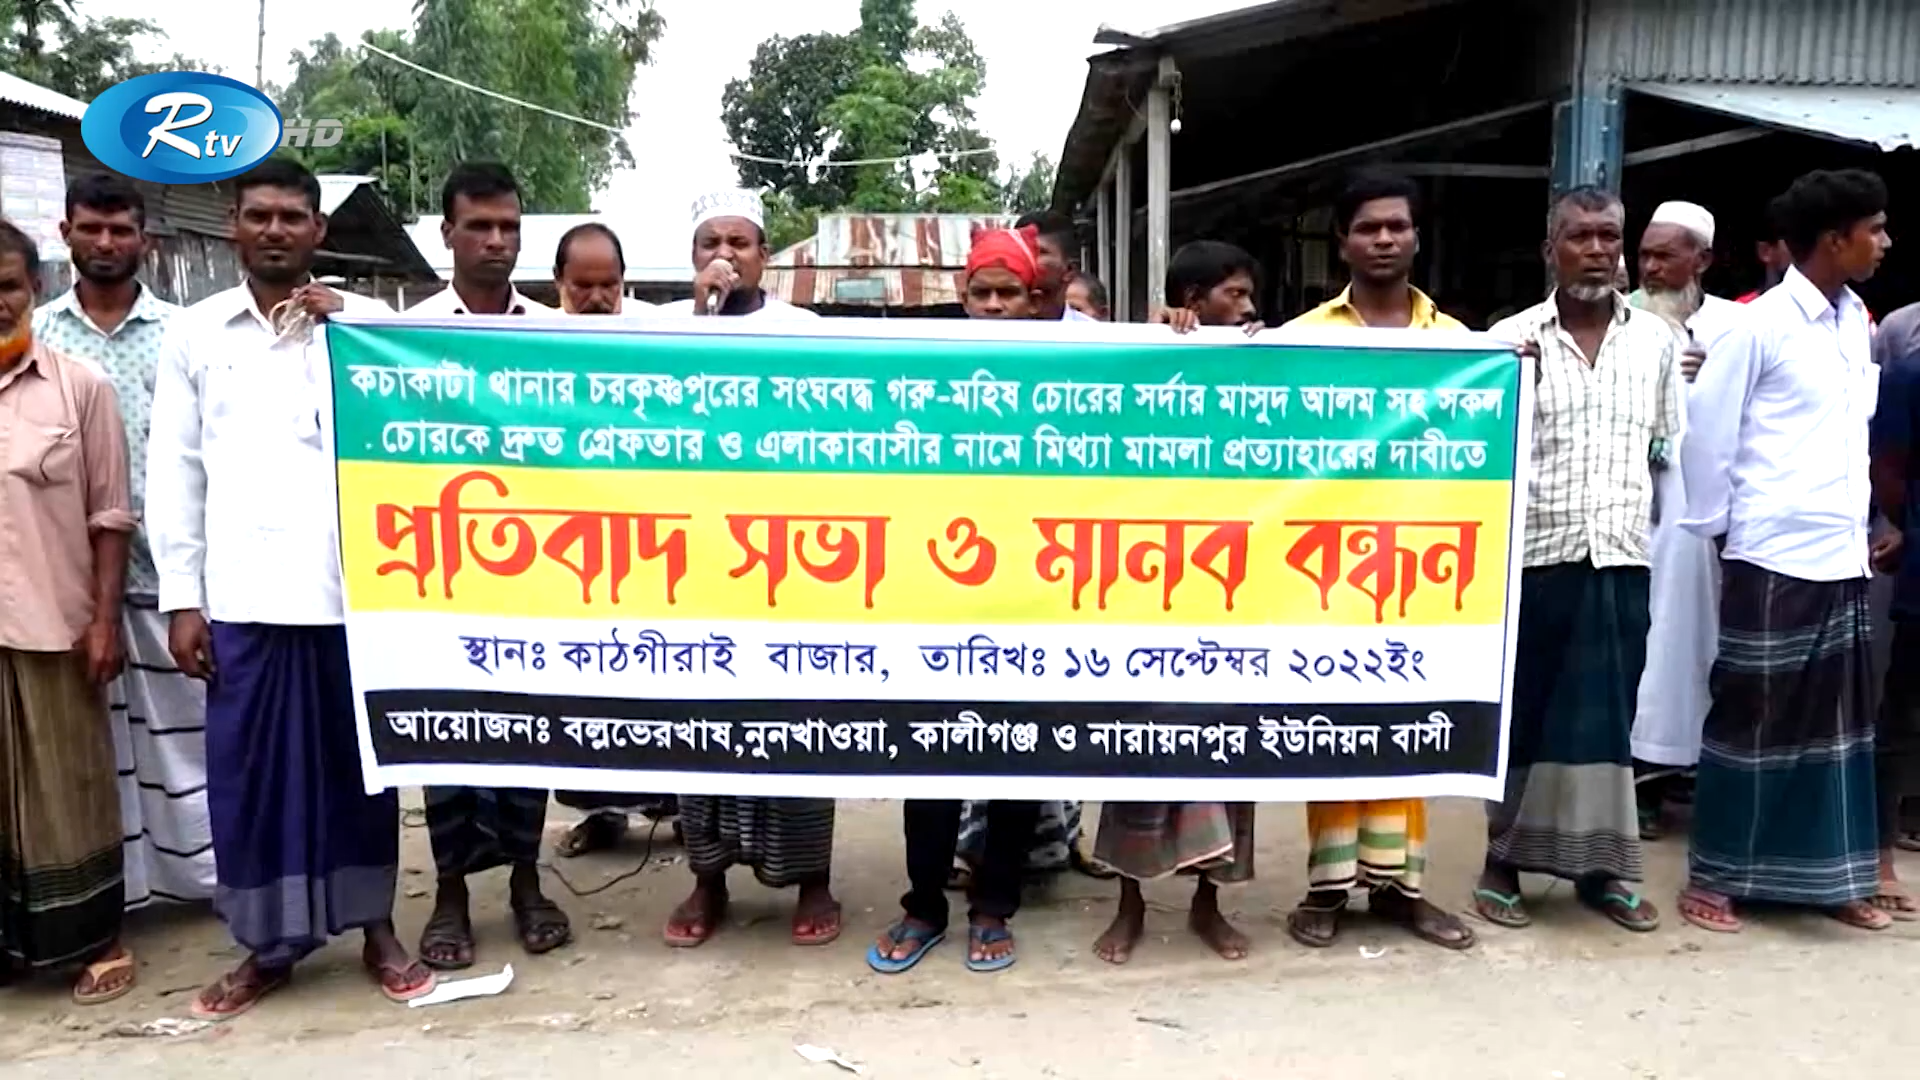 Rtv HD
কচাকাটা থানার চরকৃষ্ণপুরের সংঘবদ্ধ গরু-মহিষ চোরের সর্দার মাসুদ আলম সহ সকল
চোরকে দ্রুত গ্রেফতার ও এলাকাবাসীর নামে মিথ্যা মামলা প্রত্যাহারের দাবীতে
প্রতিবাদ সভা ও মানব বন্ধন
স্থানঃ কাঠগীরাই বাজার, তারিখঃ ১৬ সেপ্টেম্বর ২০২২ইং
আয়োজনঃ বল্লভেরখাষ,নুনখাওয়া, কালীগঞ্জ ও নারায়নপুর ইউনিয়ন বাসী